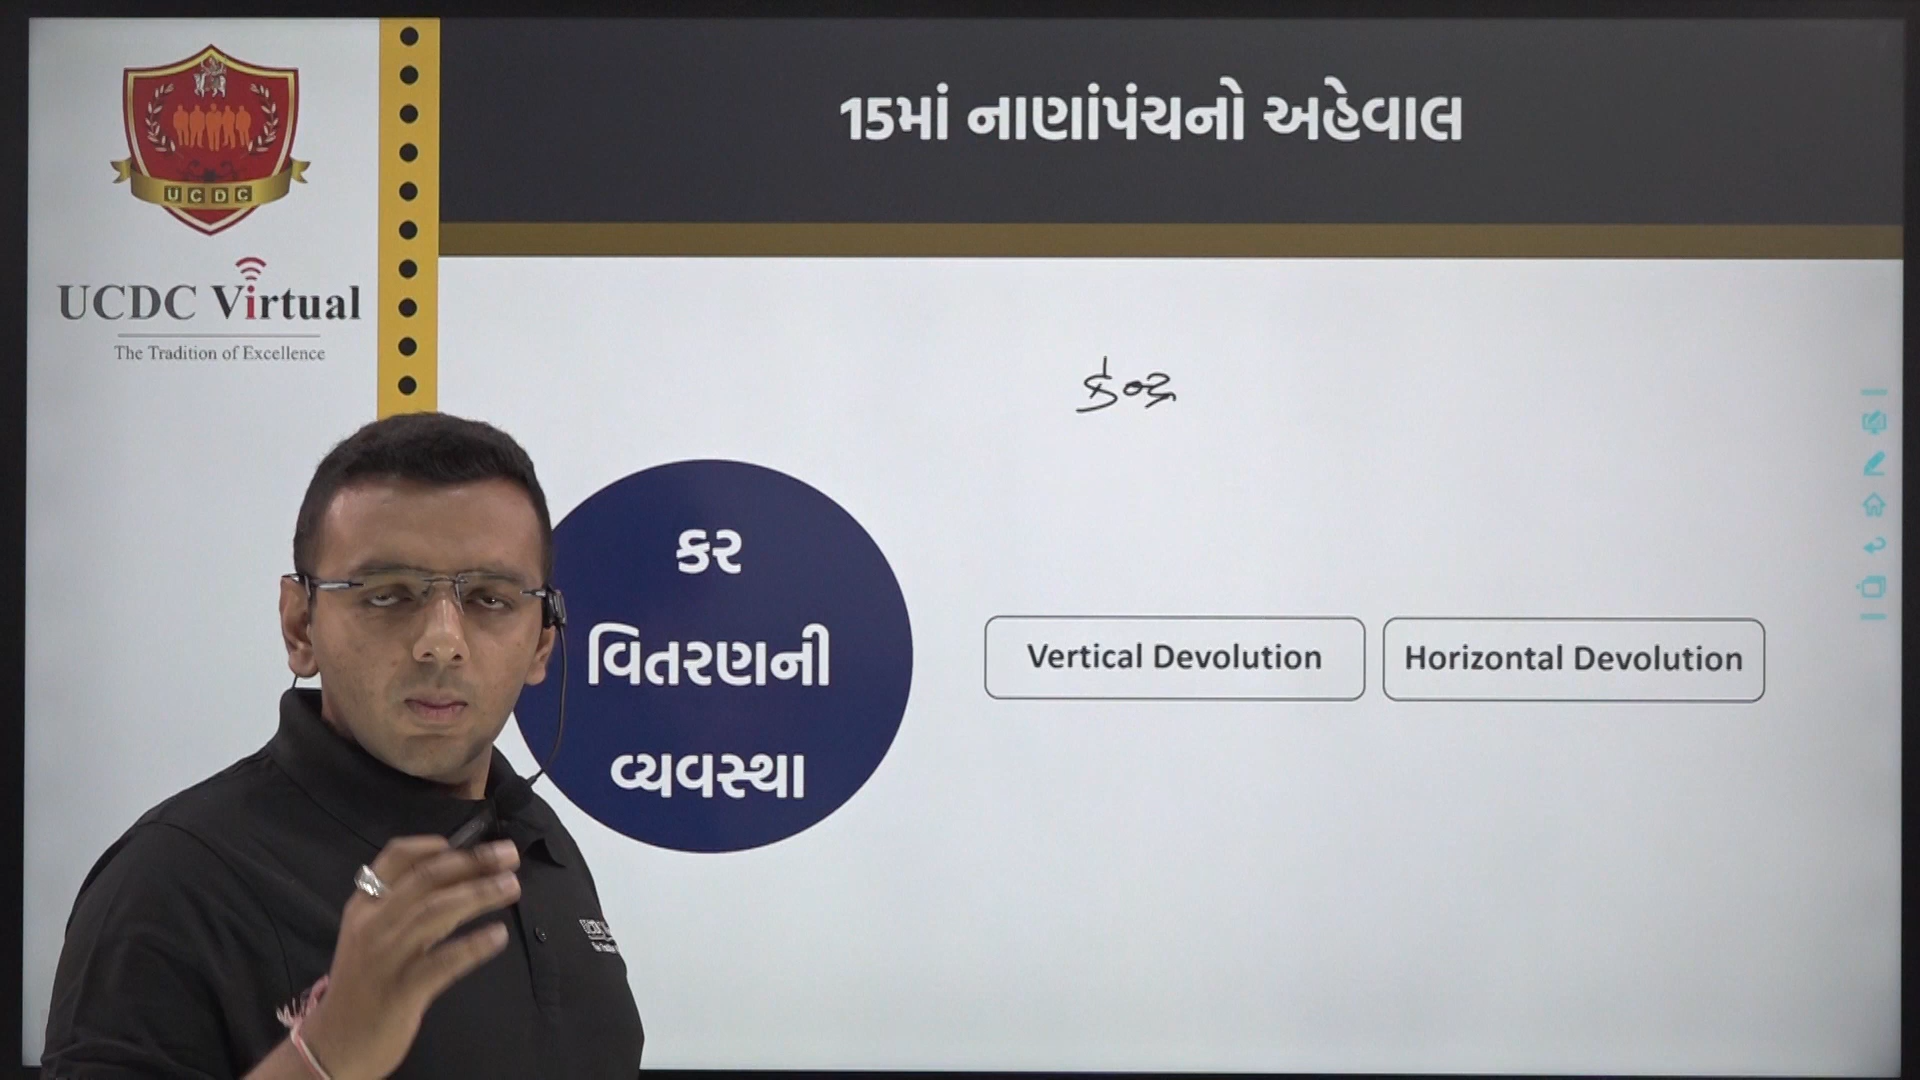 UCDC
UCDC Virtual
The Tradition of Excellence
15માં નાણાંપંચનો અહેવાલ
કેન્દ્ર
કર
વિતરણની
વ્યવસ્થા
Vertical Devolution
Horizontal Devolution